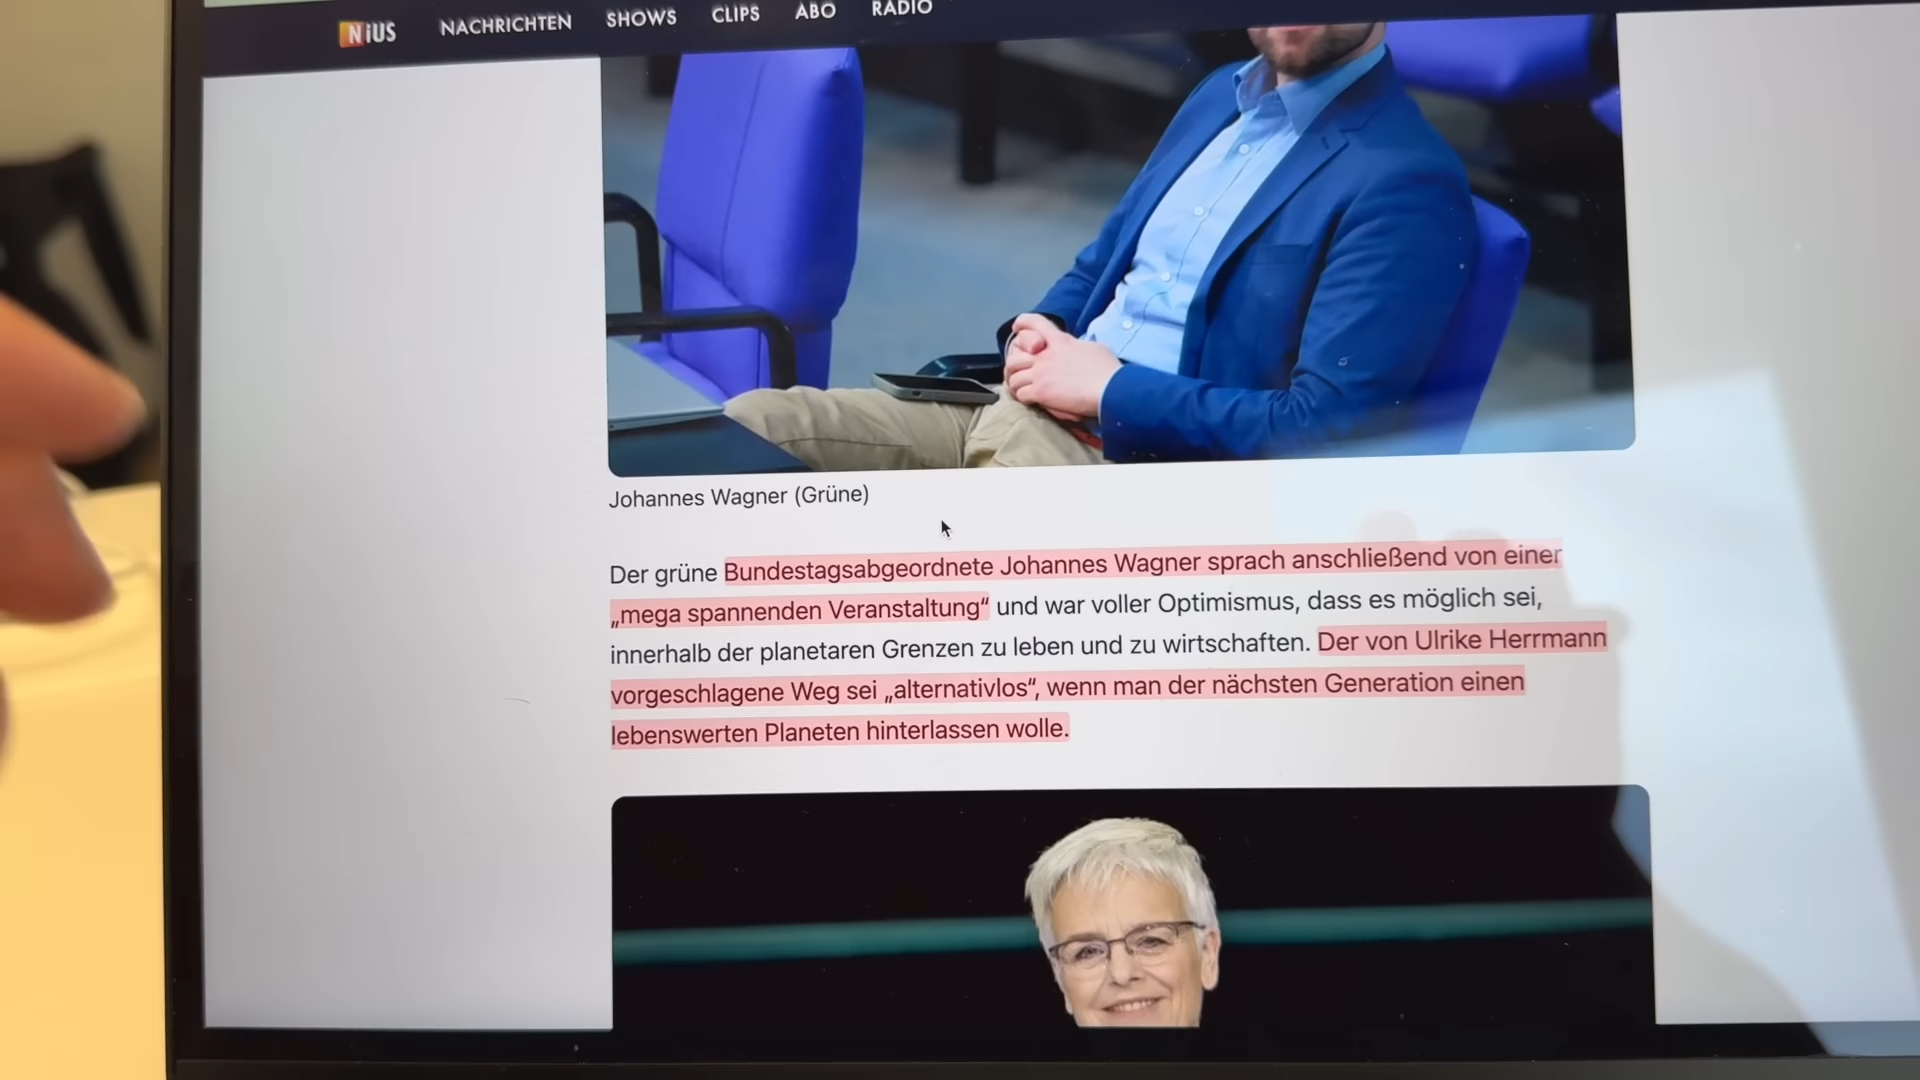 NiUS NACHRICHTEN SHOWS CLIPS ABO RADIO
Johannes Wagner (Grüne)
Der grüne Bundestagsabgeordnete Johannes Wagner sprach anschließend von einer
„mega spannenden Veranstaltung“ und war voller Optimismus, dass es möglich sei,
innerhalb der planetaren Grenzen zu leben und zu wirtschaften. Der von Ulrike Herrmann
vorgeschlagene Weg sei „alternativlos“, wenn man der nächsten Generation einen
lebenswerten Planeten hinterlassen wolle.